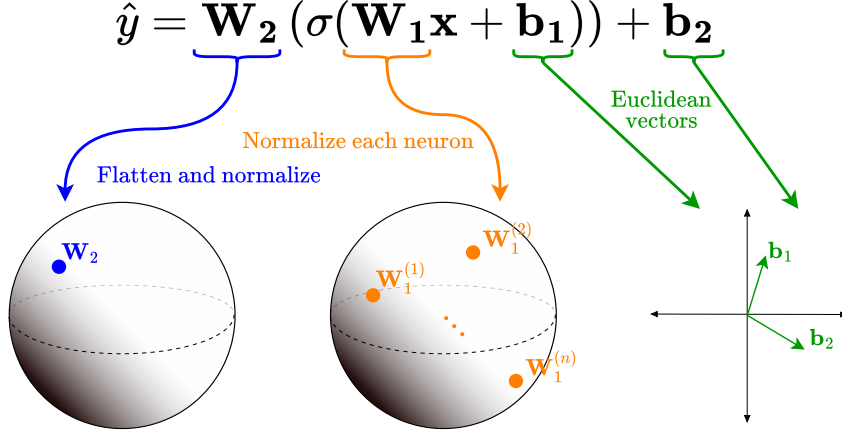 ŷ = W₂ (σ(W₁x + b₁)) + b₂
Euclidean
vectors
Normalize each neuron
Flatten and normalize
W₂
W₁⁽²⁾
W₁⁽¹⁾
W₁⁽ⁿ⁾
b₁
b₂